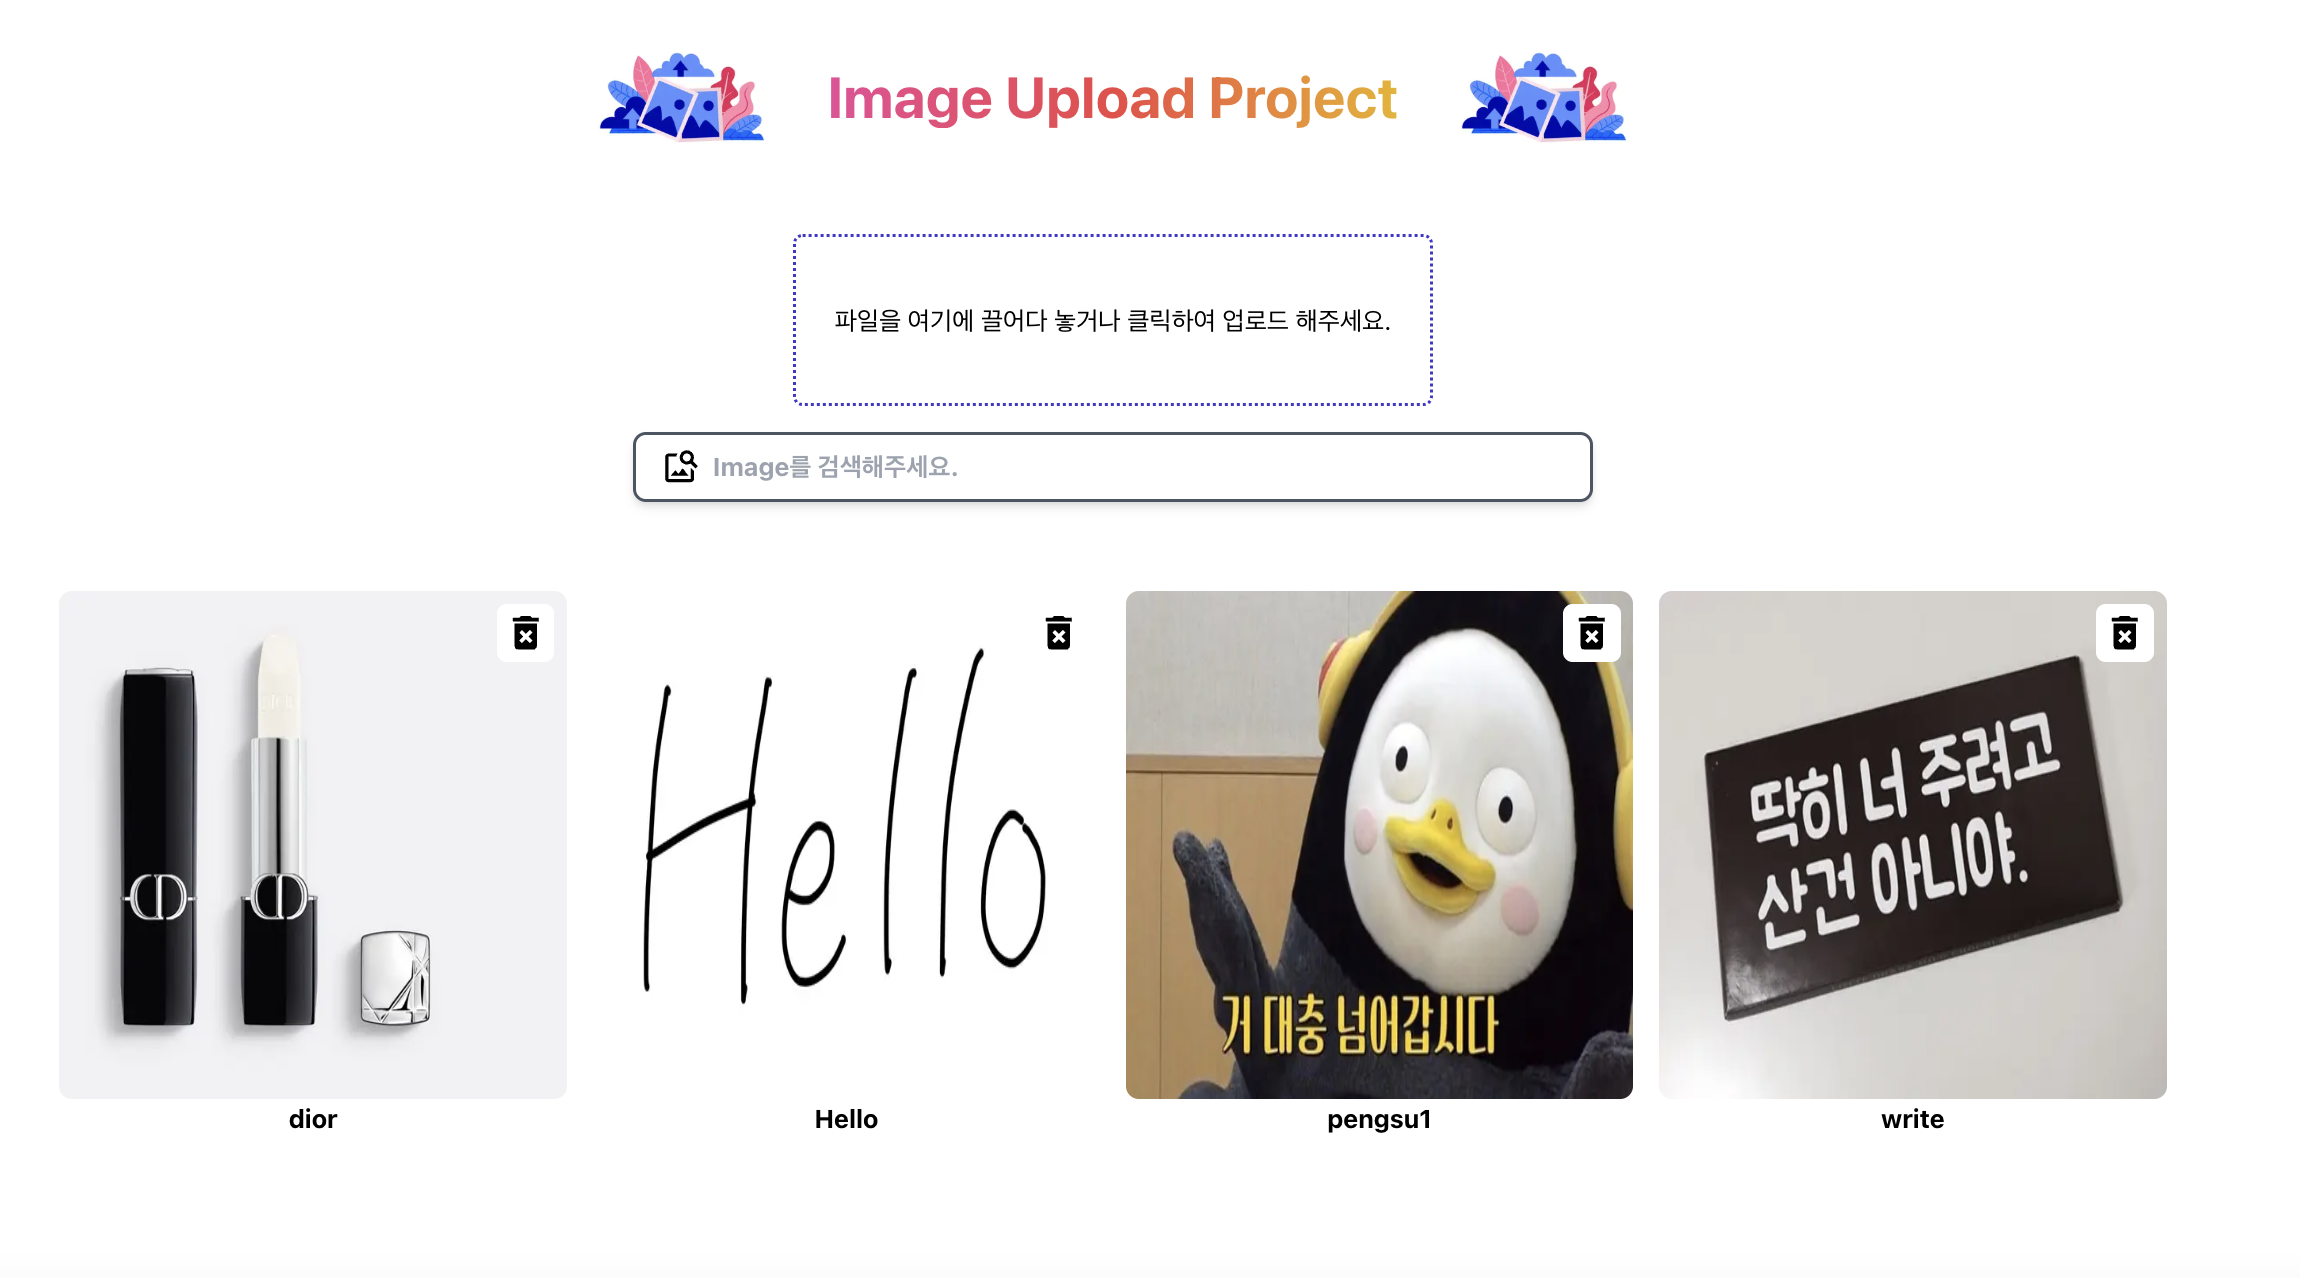 Image Upload Project
파일을 여기에 끌어다 놓거나 클릭하여 업로드 해주세요.
Image를 검색해주세요.
DIOR
Hello
거 대충 넘어갑시다
딱히 너 주려고
산건 아니야.
dior
Hello
pengsu1
write